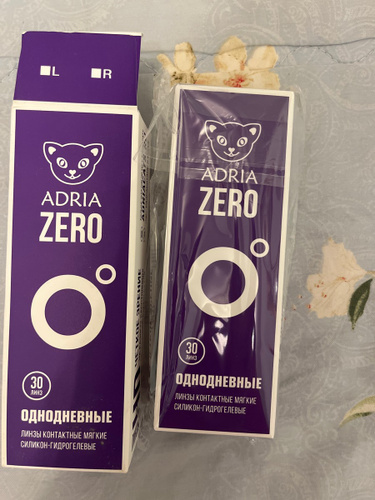 L R
ADRIA
ZERO
30
ЛИНЗ
ОДНОДНЕВНЫЕ
ЛИНЗЫ КОНТАКТНЫЕ МЯГКИЕ
СИЛИКОН-ГИДРОГЕЛЕВЫЕ
ADRIA
ZERO
30
ЛИНЗ
ОДНОДНЕВНЫЕ
ЛИНЗЫ КОНТАКТНЫЕ МЯГКИЕ
СИЛИКОН-ГИДРОГЕЛЕВЫЕ